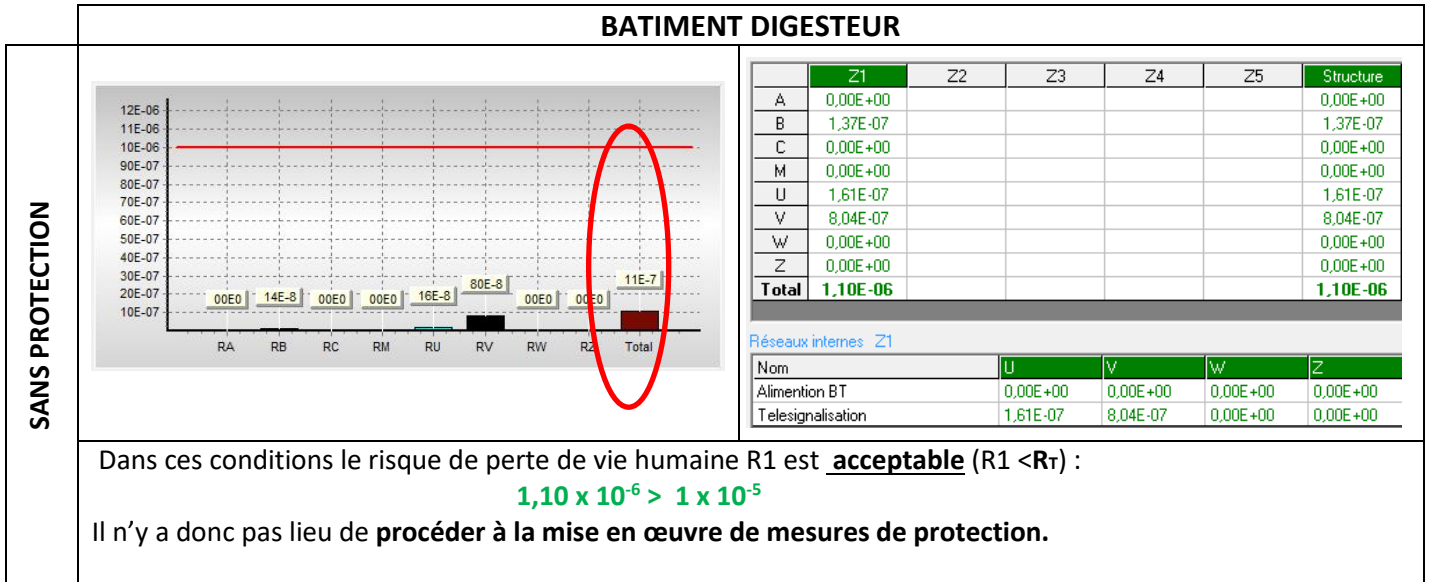 BATIMENT DIGESTEUR
SANS PROTECTION
12E-06
11E-06
10E-06
90E-07
80E-07
70E-07
60E-07
50E-07
40E-07
30E-07
20E-07
10E-07
00E0 14E-8 00E0 00E0 16E-8 80E-8 00E0 00E0 11E-7
RA RB RC RM RU RV RW RZ Total
Z1 Z2 Z3 Z4 Z5 Structure
A 0,00E+00 0,00E+00
B 1,37E-07 1,37E-07
C 0,00E+00 0,00E+00
M 0,00E+00 0,00E+00
U 1,61E-07 1,61E-07
V 8,04E-07 8,04E-07
W 0,00E+00 0,00E+00
Z 0,00E+00 0,00E+00
Total 1,10E-06 1,10E-06
Réseaux internes Z1
Nom U V W Z
Alimention BT 0,00E+00 0,00E+00 0,00E+00 0,00E+00
Telesignalisation 1,61E-07 8,04E-07 0,00E+00 0,00E+00
Dans ces conditions le risque de perte de vie humaine R1 est acceptable (R1 <RT) :
1,10 x 10⁻⁶ > 1 x 10⁻⁵
Il n’y a donc pas lieu de procéder à la mise en œuvre de mesures de protection.